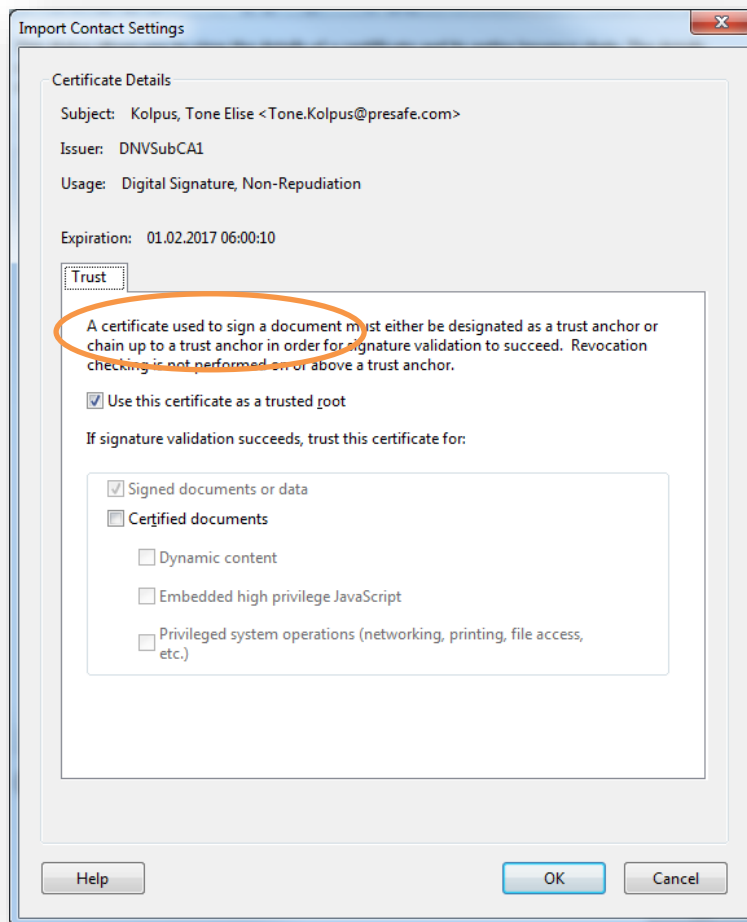 Import Contact Settings
Certificate Details
Subject: Kolpus, Tone Elise <Tone.Kolpus@presafe.com>
Issuer: DNVSubCA1
Usage: Digital Signature, Non-Repudiation
Expiration: 01.02.2017 06:00:10
Trust
A certificate used to sign a document must either be designated as a trust anchor or
chain up to a trust anchor in order for signature validation to succeed. Revocation
checking is not performed on or above a trust anchor.
Use this certificate as a trusted root
If signature validation succeeds, trust this certificate for:
Signed documents or data
Certified documents
Dynamic content
Embedded high privilege JavaScript
Privileged system operations (networking, printing, file access,
etc.)
Help
OK
Cancel